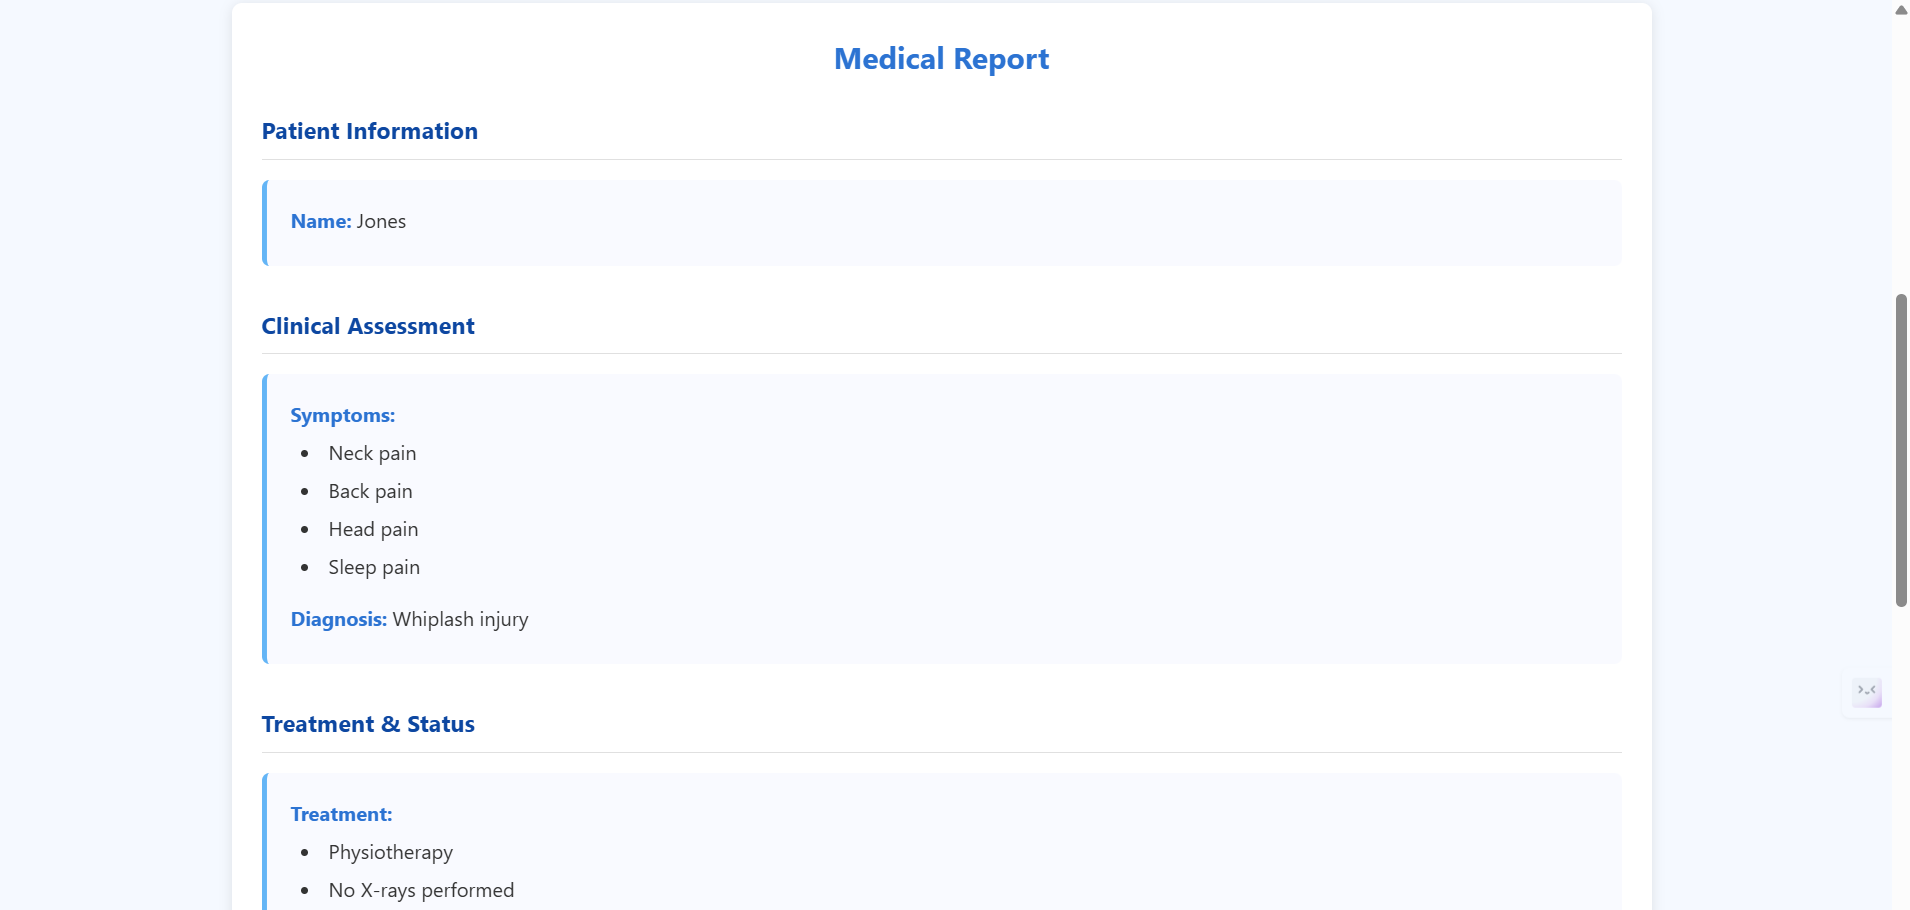 Medical Report
Patient Information
Name: Jones
Clinical Assessment
Symptoms:
Neck pain
Back pain
Head pain
Sleep pain
Diagnosis: Whiplash injury
Treatment & Status
Treatment:
Physiotherapy
No X-rays performed